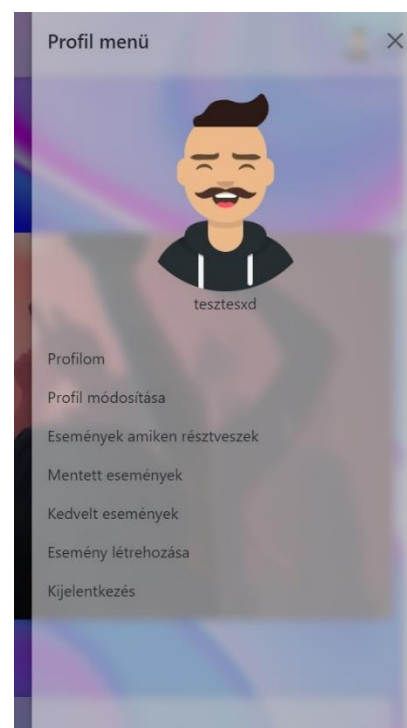 Profil menü
tesztesxd
Profilom
Profil módosítása
Események amiken résztveszek
Mentett események
Kedvelt események
Esemény létrehozása
Kijelentkezés